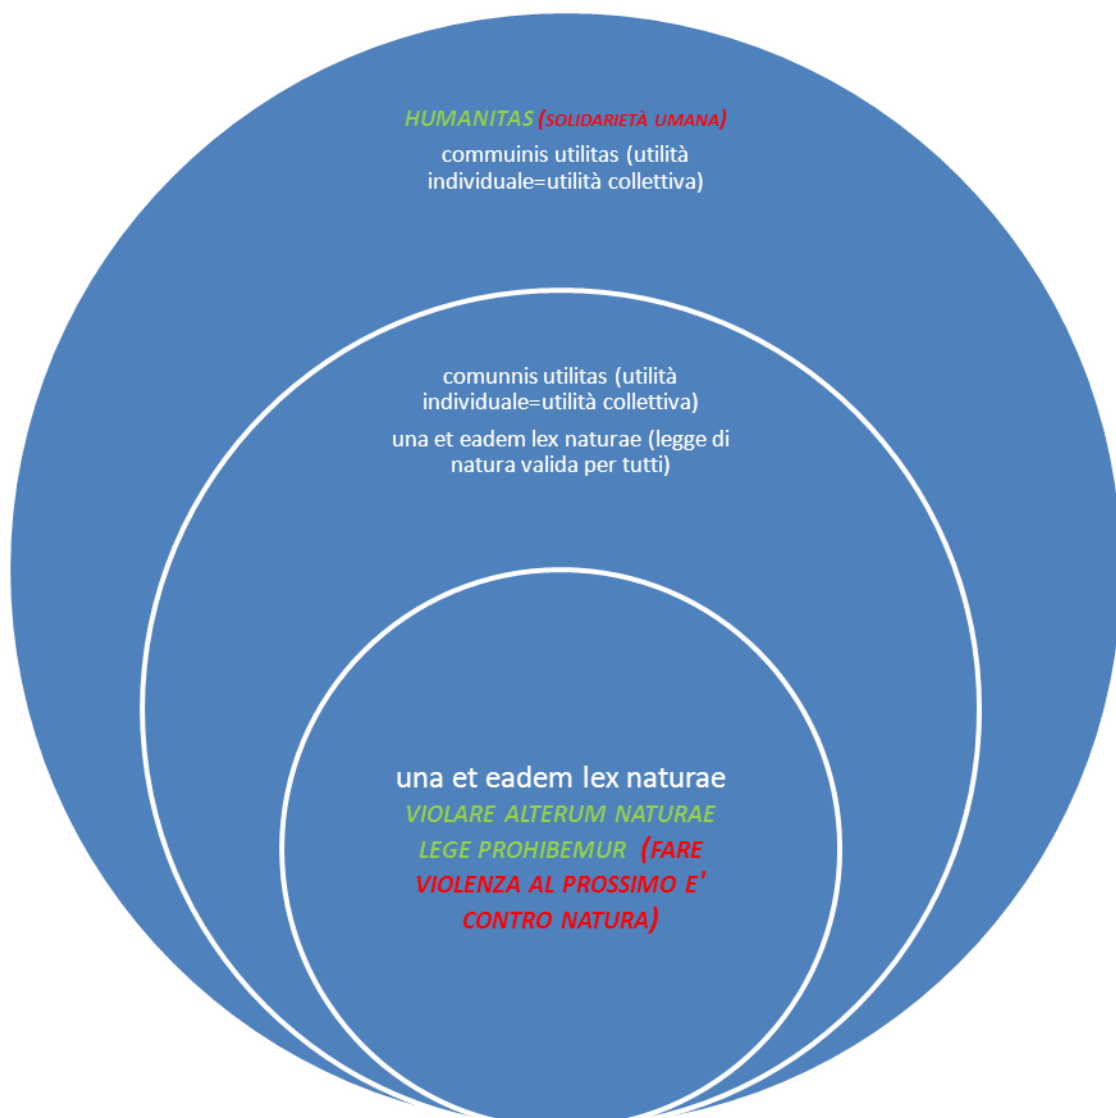 HUMANITAS (SOLIDARIETÀ UMANA)
commuinis utilitas (utilità
individuale=utilità collettiva)
comunnis utilitas (utilità
individuale=utilità collettiva)
una et eadem lex naturae (legge di
natura valida per tutti)
una et eadem lex naturae
VIOLARE ALTERUM NATURAE
LEGE PROHIBEMUR (FARE
VIOLENZA AL PROSSIMO E'
CONTRO NATURA)